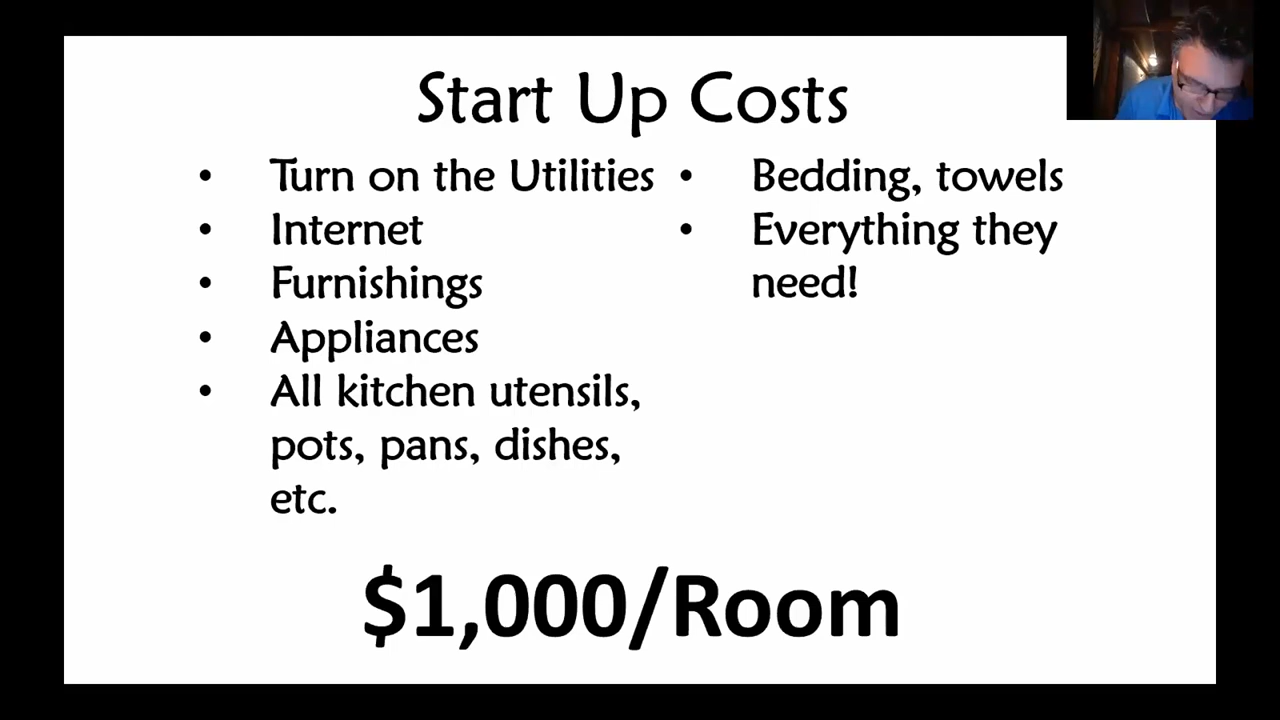 Start Up Costs
• Turn on the Utilities
• Internet
• Furnishings
• Appliances
• All kitchen utensils,
pots, pans, dishes,
etc.
• Bedding, towels
• Everything they
need!
$1,000/Room